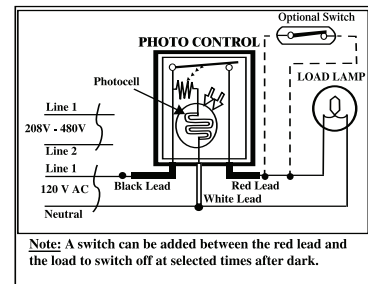 Optional Switch
PHOTO CONTROL
Photocell
LOAD LAMP
Line 1
208V - 480V
Line 2
Line 1
120 V AC
Black Lead
Red Lead
White Lead
Neutral
Note: A switch can be added between the red lead and
the load to switch off at selected times after dark.